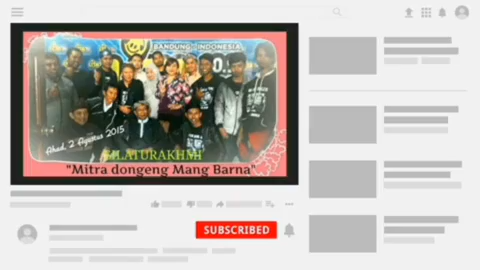 BANDUNG - INDONESIA
Ahad, 2 Agustus 2015
SILATURAKHMI
"Mitra dongeng Mang Barna"
SUBSCRIBED